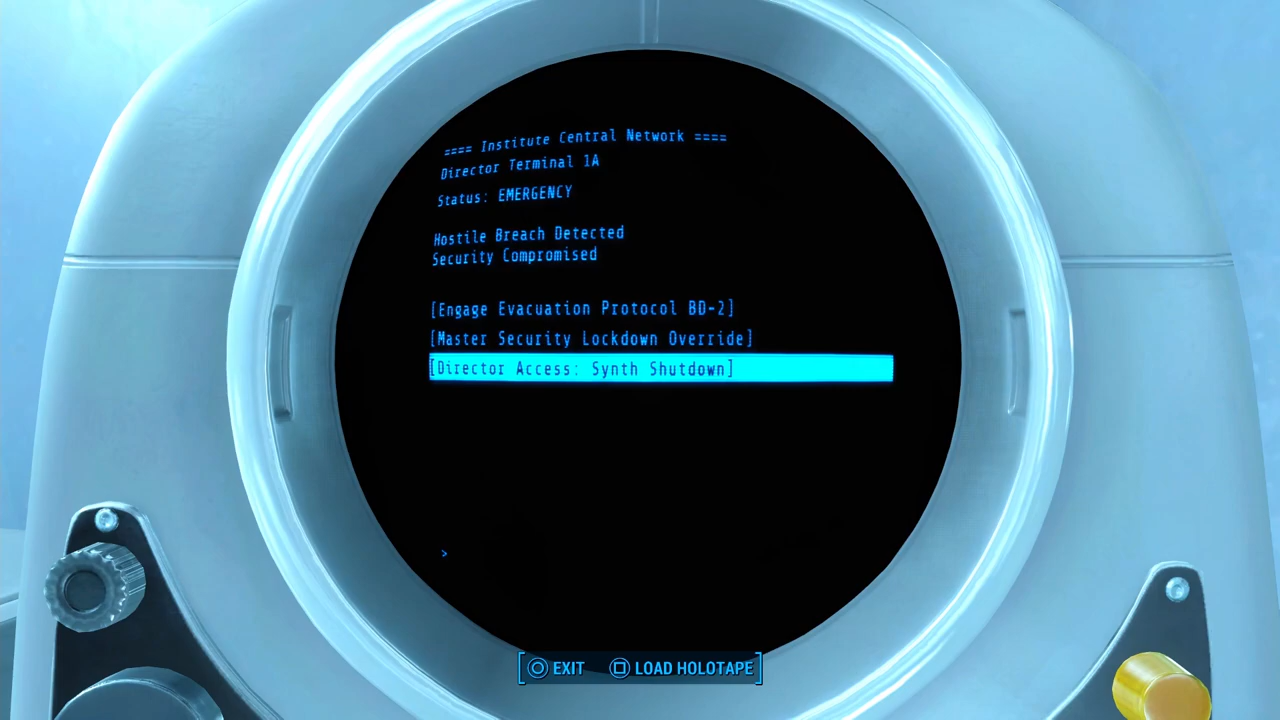 ==== Institute Central Network ====
Director Terminal 1A
Status: EMERGENCY
Hostile Breach Detected
Security Compromised
[Engage Evacuation Protocol BD-2]
[Master Security Lockdown Override]
[Director Access: Synth Shutdown]
>
EXIT LOAD HOLOTAPE